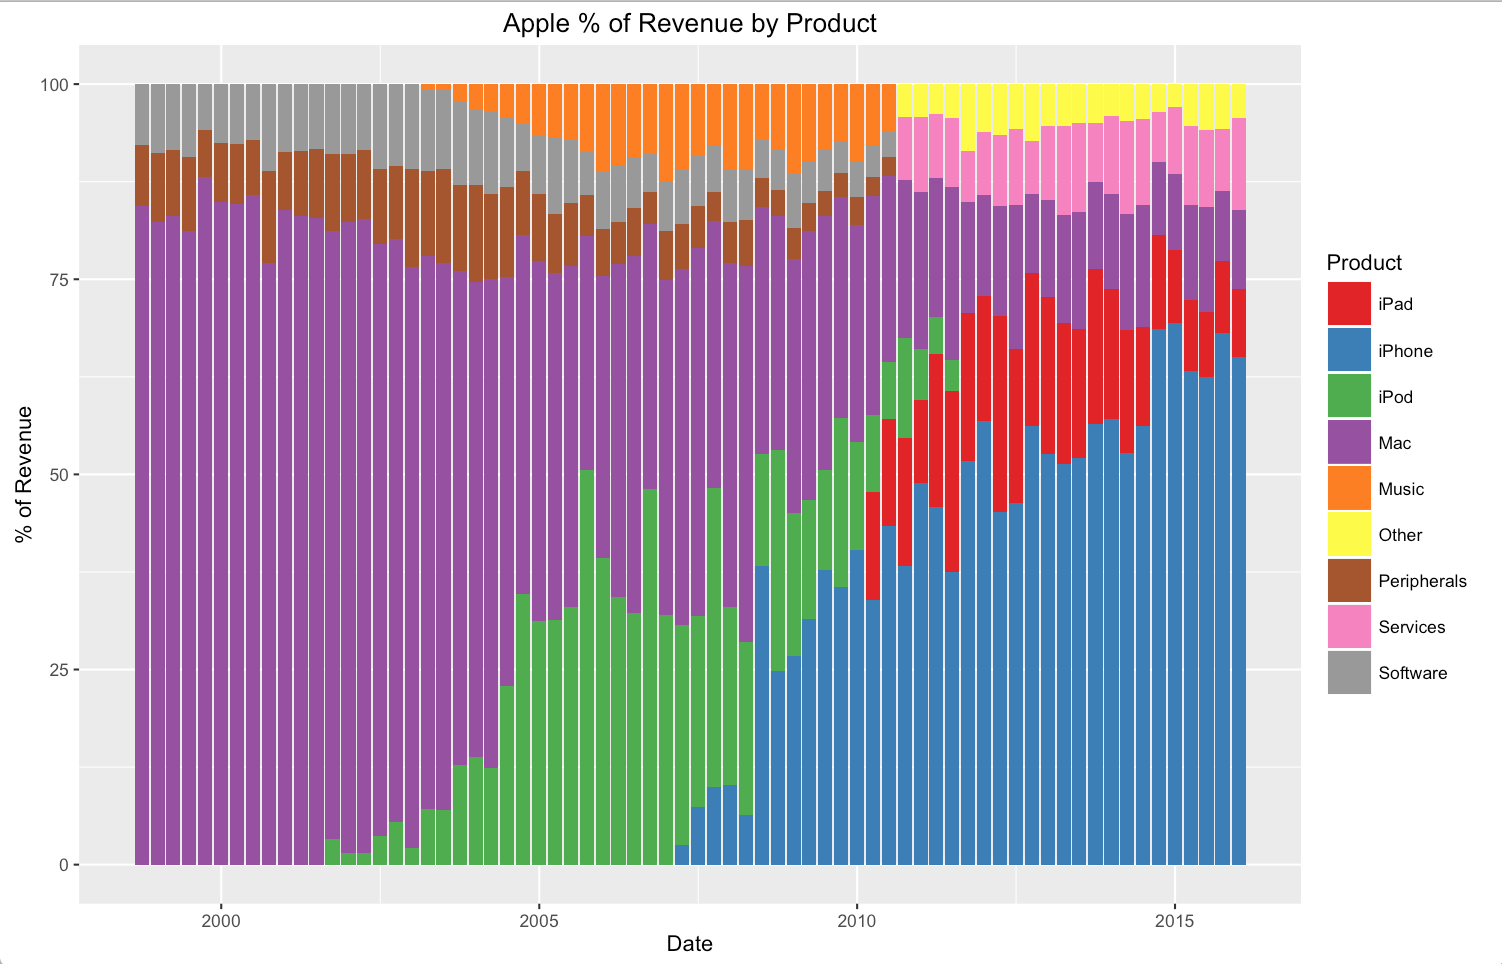 Apple % of Revenue by Product
100
75
50
25
0
% of Revenue
2000
2005
2010
2015
Date
Product
iPad
iPhone
iPod
Mac
Music
Other
Peripherals
Services
Software